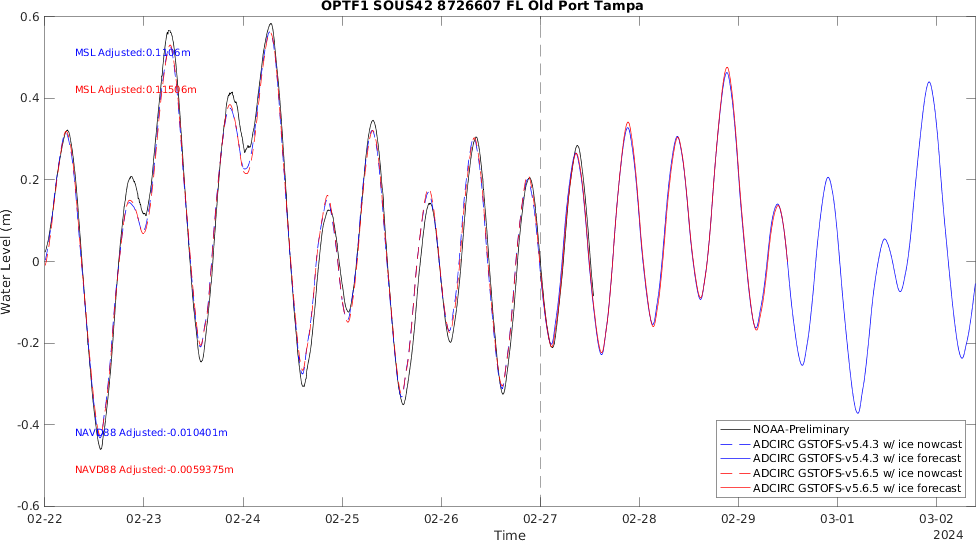 OPTF1 SOUS42 8726607 FL Old Port Tampa
0.6
MSL Adjusted:0.1106m
MSL Adjusted:0.11506m
0.4
0.2
0
-0.2
-0.4
-0.6
Water Level (m)
NAVD88 Adjusted:-0.010401m
NAVD88 Adjusted:-0.0059375m
NOAA-Preliminary
ADCIRC GSTOFS-v5.4.3 w/ ice nowcast
ADCIRC GSTOFS-v5.4.3 w/ ice forecast
ADCIRC GSTOFS-v5.6.5 w/ ice nowcast
ADCIRC GSTOFS-v5.6.5 w/ ice forecast
02-22 02-23 02-24 02-25 02-26 02-27 02-28 02-29 03-01 03-02
Time
2024